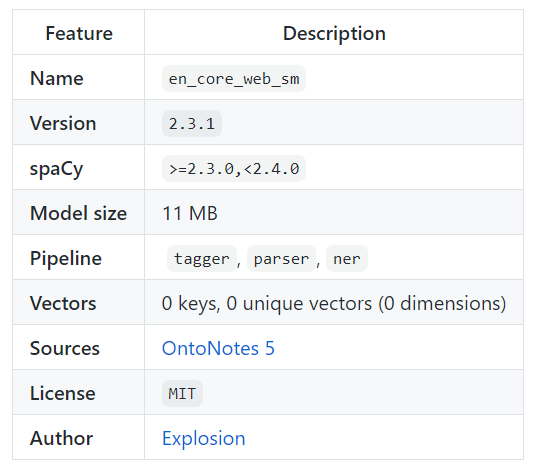 Feature Description
Name en_core_web_sm
Version 2.3.1
spaCy >=2.3.0,<2.4.0
Model size 11 MB
Pipeline tagger, parser, ner
Vectors 0 keys, 0 unique vectors (0 dimensions)
Sources OntoNotes 5
License MIT
Author Explosion